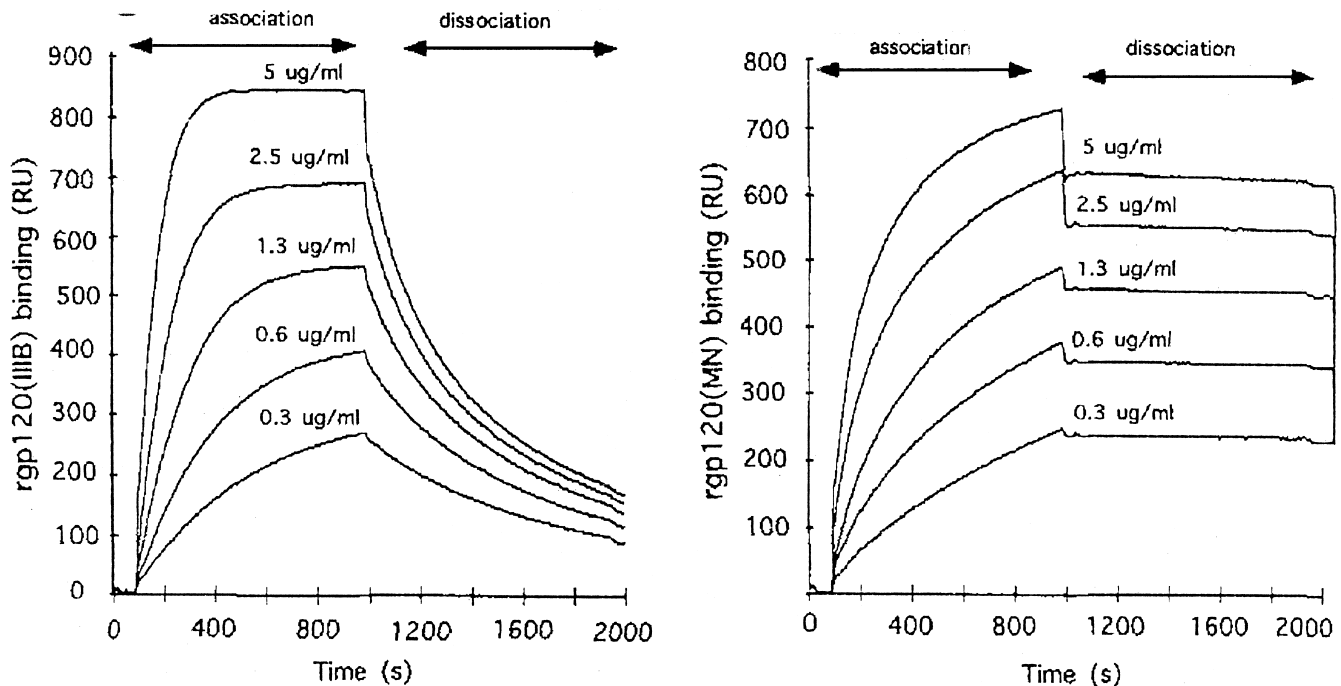 association
dissociation
900
800
700
600
500
400
300
200
100
0
rgp120(IIIB) binding (RU)
5 ug/ml
2.5 ug/ml
1.3 ug/ml
0.6 ug/ml
0.3 ug/ml
0 400 800 1200 2000
Time (s)
association
dissociation
800
700
600
500
400
300
200
100
rgp120(MN) binding (RU)
5 ug/ml
2.5 ug/ml
1.3 ug/ml
0.6 ug/ml
0.3 ug/ml
0 400 800 1200 1600 2000
Time (s)